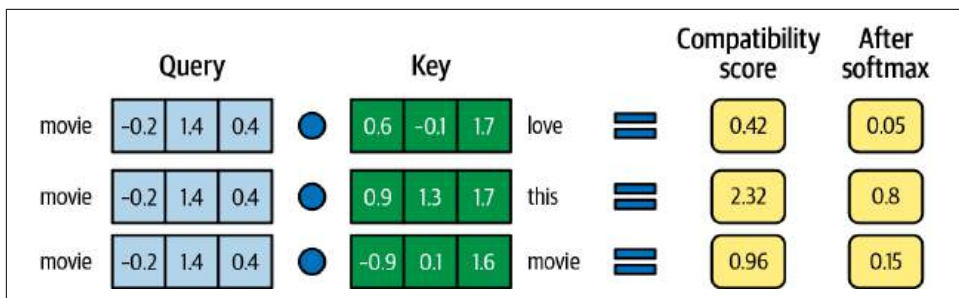 Query Key Compatibility score After softmax
movie −0.2 1.4 0.4 0.6 −0.1 1.7 love 0.42 0.05
movie −0.2 1.4 0.4 0.9 1.3 1.7 this 2.32 0.8
movie −0.2 1.4 0.4 −0.9 0.1 1.6 movie 0.96 0.15